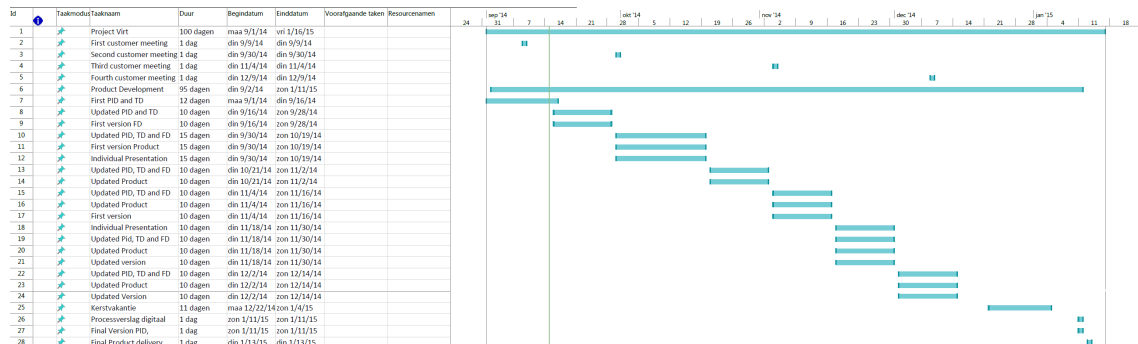 Id Taakmodus Taaknaam Duur Begindatum Einddatum Voorafgaande taken Resourcenamen
sep '14 okt '14 nov '14 dec '14 jan '15
24 31 7 14 21 28 5 12 19 26 2 9 16 23 30 7 14 21 28 4 11 18
1 Project Virt 100 dagen maa 9/1/14 vri 1/16/15
2 First customer meeting 1 dag din 9/9/14 din 9/9/14
3 Second customer meeting 1 dag din 9/30/14 din 9/30/14
4 Third customer meeting 1 dag din 11/4/14 din 11/4/14
5 Fourth customer meeting 1 dag din 12/9/14 din 12/9/14
6 Product Development 95 dagen din 9/2/14 zon 1/11/15
7 First PID and TD 12 dagen maa 9/1/14 din 9/16/14
8 Updated PID and TD 10 dagen din 9/16/14 zon 9/28/14
9 First version FD 10 dagen din 9/16/14 zon 9/28/14
10 Updated PID, TD and FD 15 dagen din 9/30/14 zon 10/19/14
11 First version Product 15 dagen din 9/30/14 zon 10/19/14
12 Individual Presentation 15 dagen din 9/30/14 zon 10/19/14
13 Updated PID, TD and FD 10 dagen din 10/21/14 zon 11/2/14
14 Updated Product 10 dagen din 10/21/14 zon 11/2/14
15 Updated PID, TD and FD 10 dagen din 11/4/14 zon 11/16/14
16 Updated Product 10 dagen din 11/4/14 zon 11/16/14
17 First version 10 dagen din 11/4/14 zon 11/16/14
18 Individual Presentation 10 dagen din 11/18/14 zon 11/30/14
19 Updated Pid, TD and FD 10 dagen din 11/18/14 zon 11/30/14
20 Updated Product 10 dagen din 11/18/14 zon 11/30/14
21 Updated version 10 dagen din 11/18/14 zon 11/30/14
22 Updated PID, TD and FD 10 dagen din 12/2/14 zon 12/14/14
23 Updated Product 10 dagen din 12/2/14 zon 12/14/14
24 Updated Version 10 dagen din 12/2/14 zon 12/14/14
25 Kerstvakantie 11 dagen maa 12/22/14 zon 1/4/15
26 Processverslag digitaal 1 dag zon 1/11/15 zon 1/11/15
27 Final Version PID, 1 dag zon 1/11/15 zon 1/11/15
28 Final Product delivery 1 dag din 1/13/15 din 1/13/15